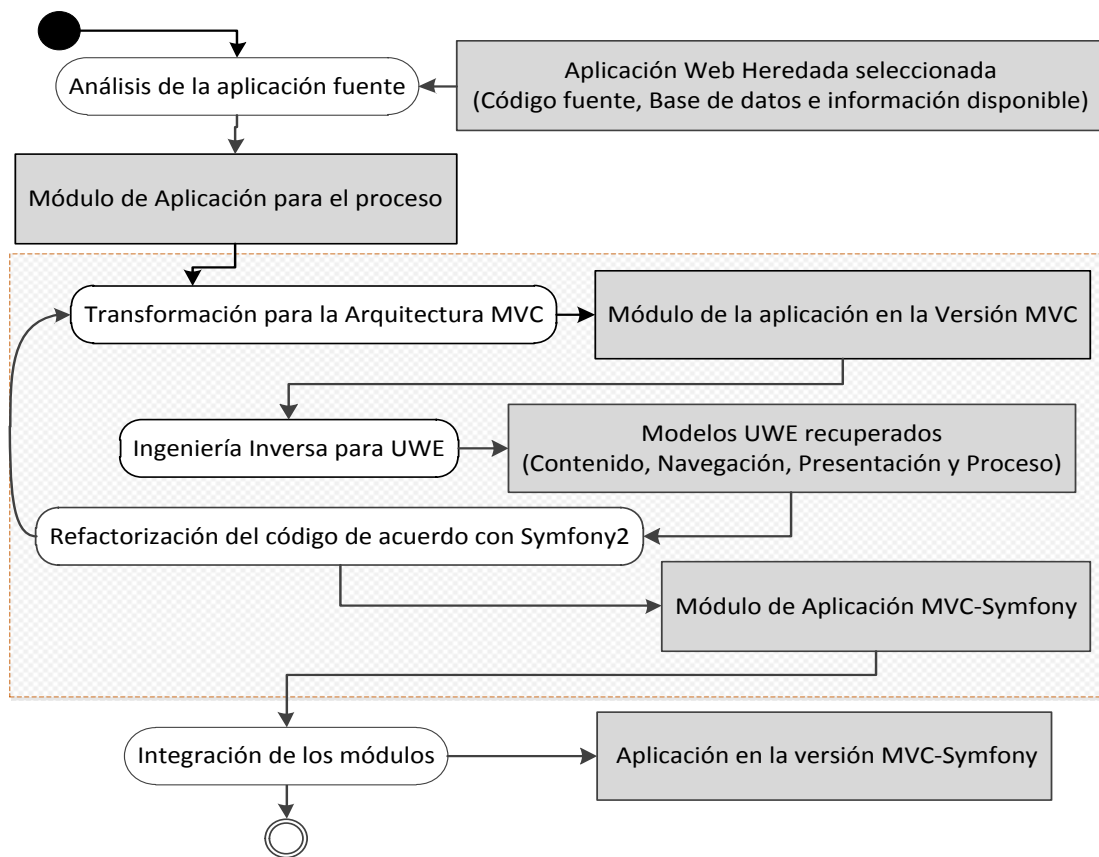 Análisis de la aplicación fuente
Aplicación Web Heredada seleccionada
(Código fuente, Base de datos e información disponible)
Módulo de Aplicación para el proceso
Transformación para la Arquitectura MVC
Módulo de la aplicación en la Versión MVC
Ingeniería Inversa para UWE
Modelos UWE recuperados
(Contenido, Navegación, Presentación y Proceso)
Refactorización del código de acuerdo con Symfony2
Módulo de Aplicación MVC-Symfony
Integración de los módulos
Aplicación en la versión MVC-Symfony